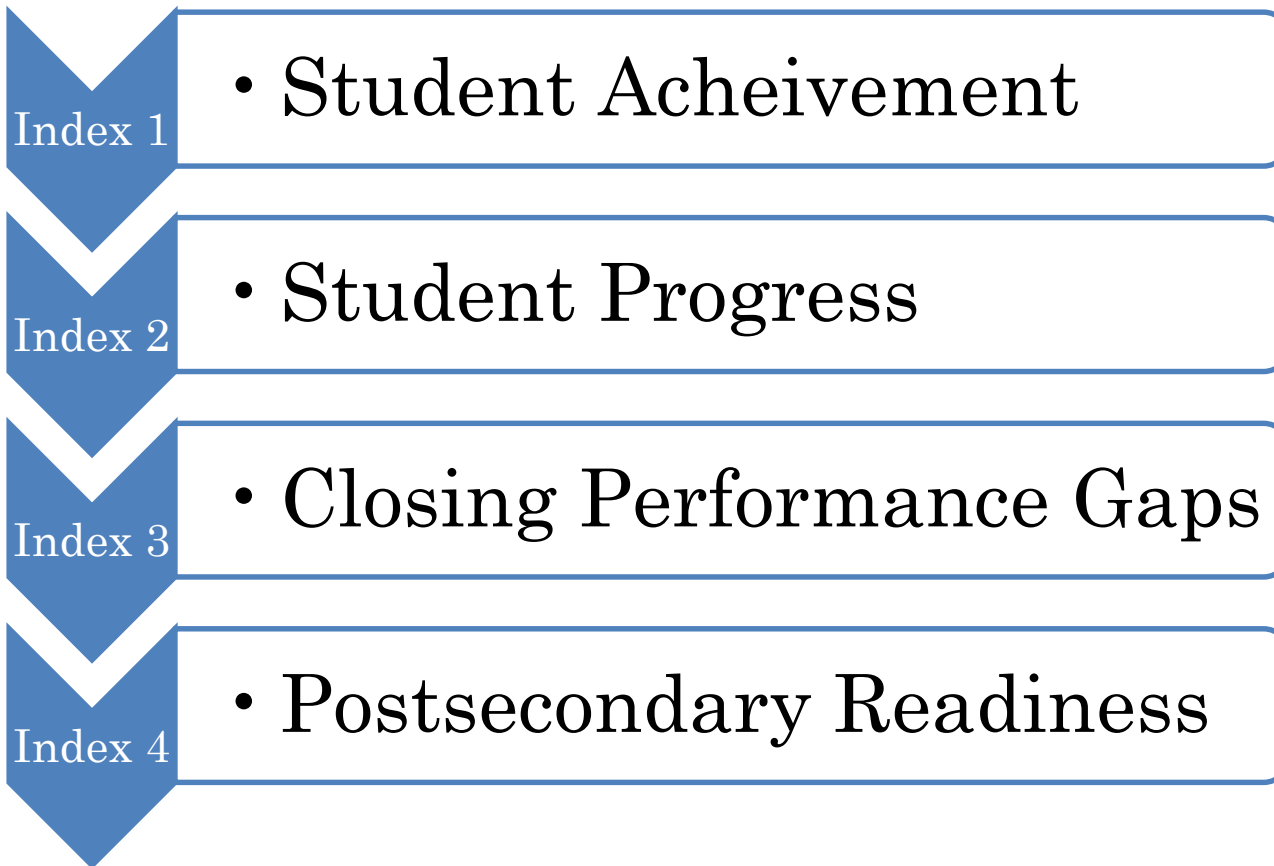 Index 1
• Student Acheivement
Index 2
• Student Progress
Index 3
• Closing Performance Gaps
Index 4
• Postsecondary Readiness